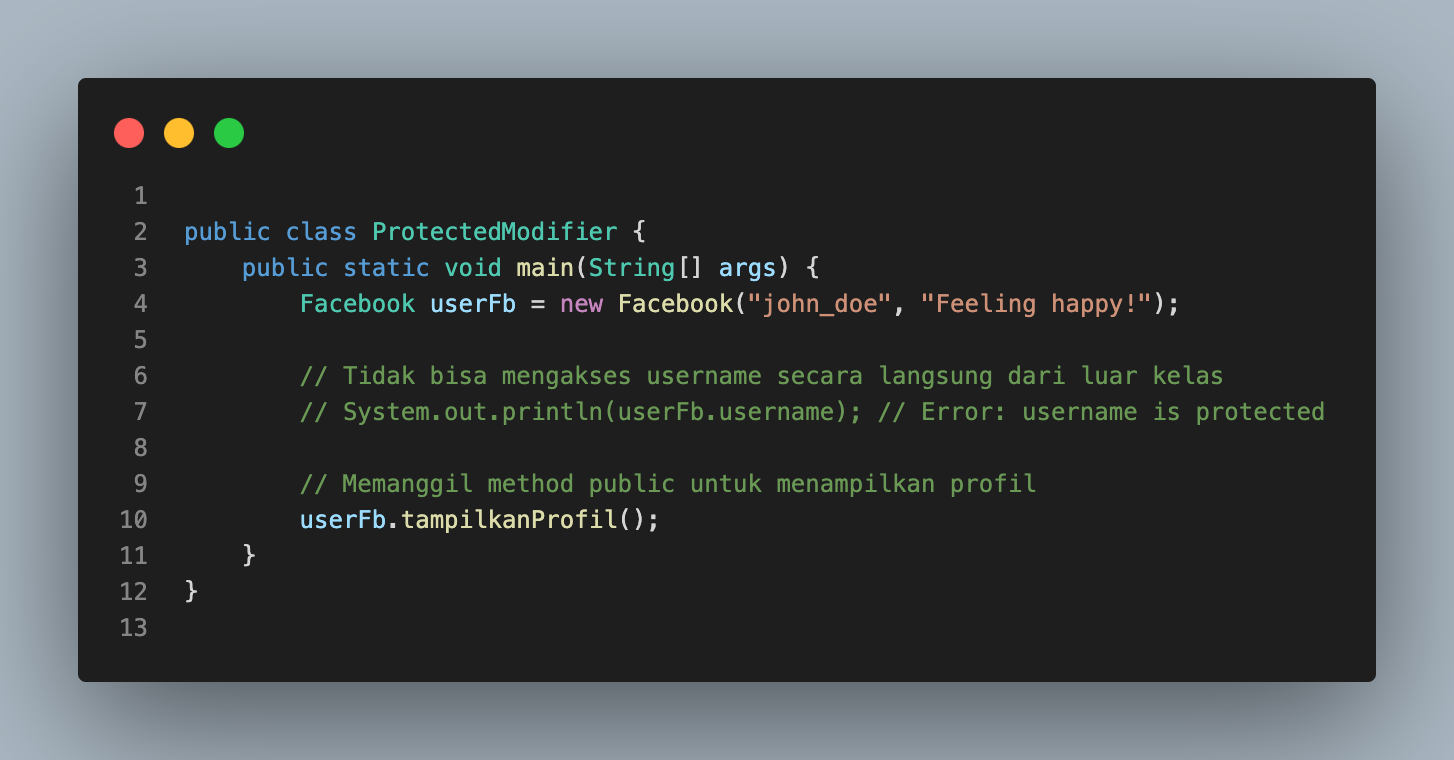 1
2 public class ProtectedModifier {
3     public static void main(String[] args) {
4         Facebook userFb = new Facebook("john_doe", "Feeling happy!");
5
6         // Tidak bisa mengakses username secara langsung dari luar kelas
7         // System.out.println(userFb.username); // Error: username is protected
8
9         // Memanggil method public untuk menampilkan profil
10         userFb.tampilkanProfil();
11     }
12 }
13